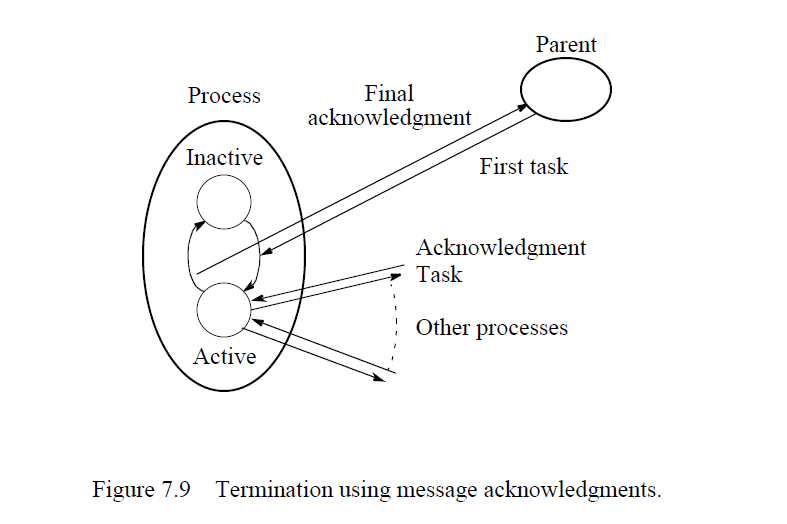 Parent
Process
Final
acknowledgment
Inactive
First task
Acknowledgment
Task
Other processes
Active
Figure 7.9 Termination using message acknowledgments.